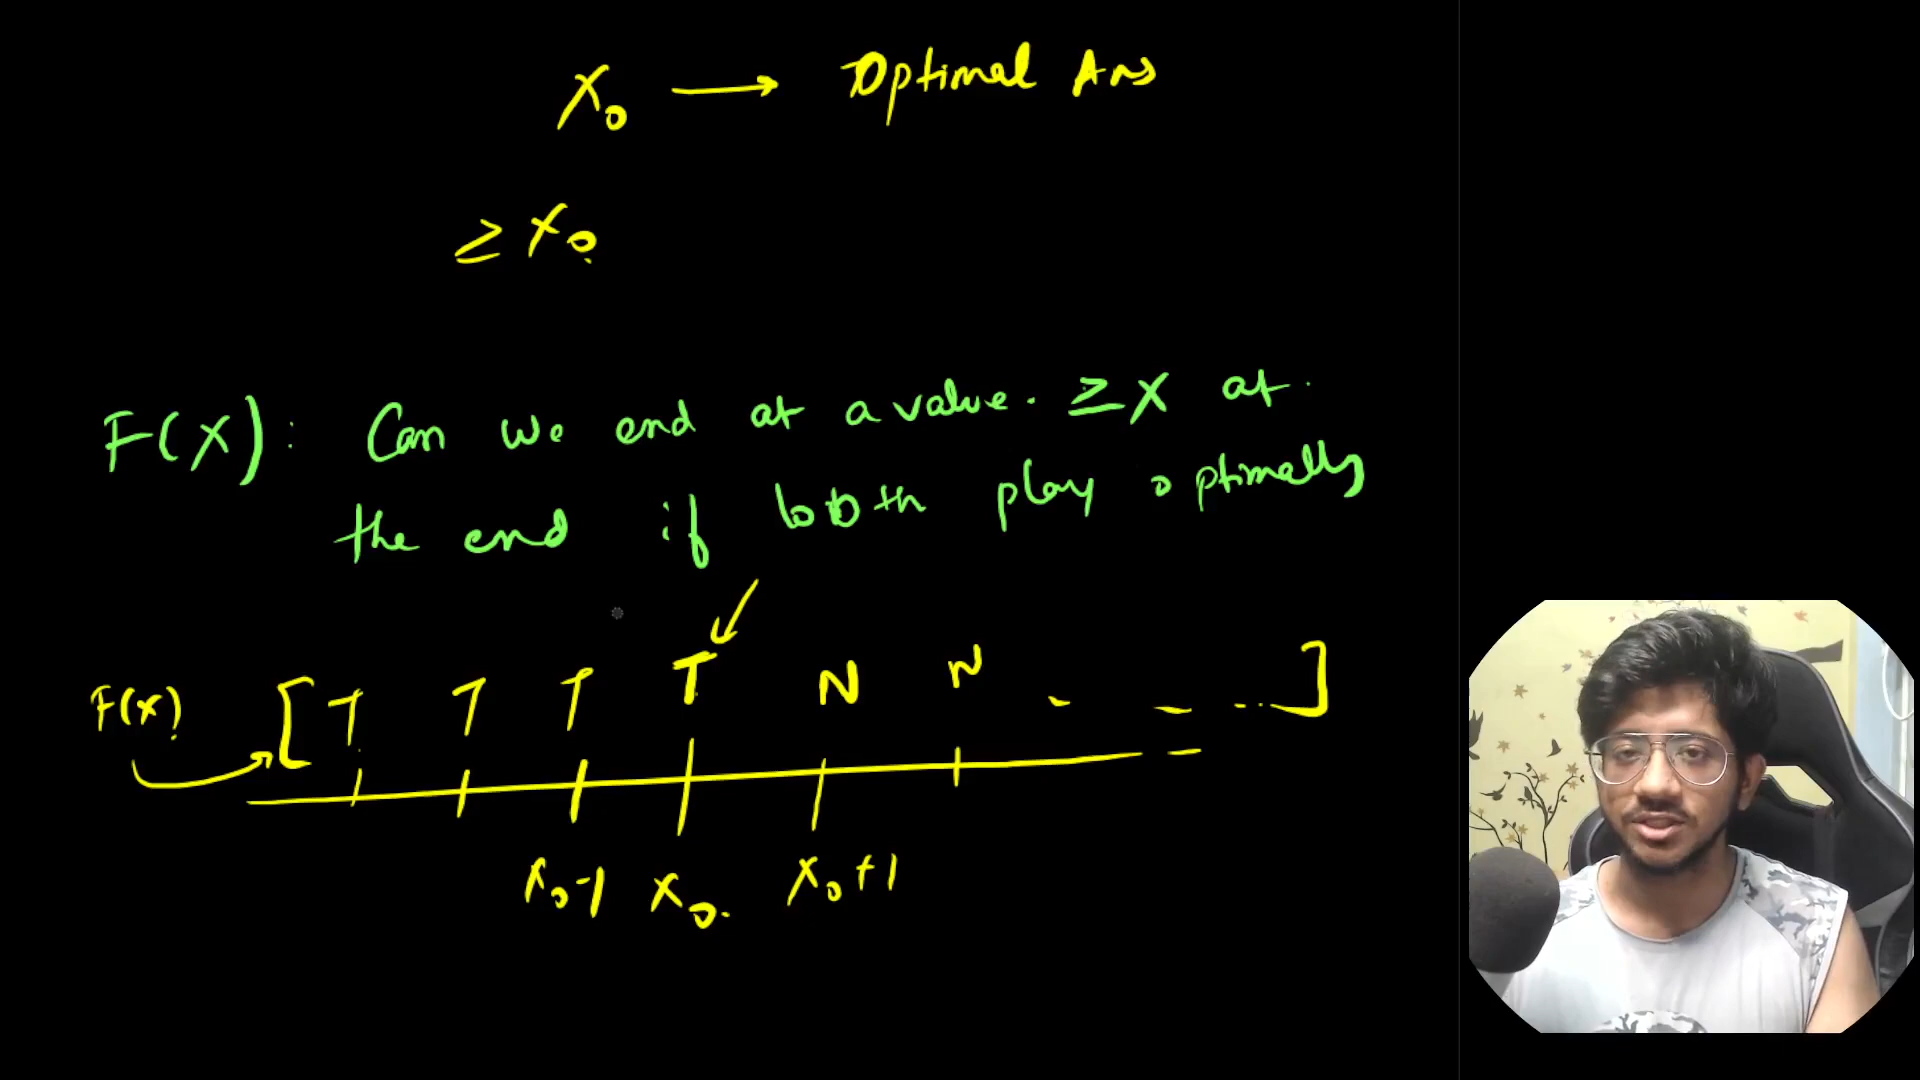 X₀ → Optimal Ans
≥ X₀
F(X): Can we end at a value ≥ X at
the end if both play optimally
F(x) [ T T T T N N - - ... ]
X₀-1 X₀ X₀+1